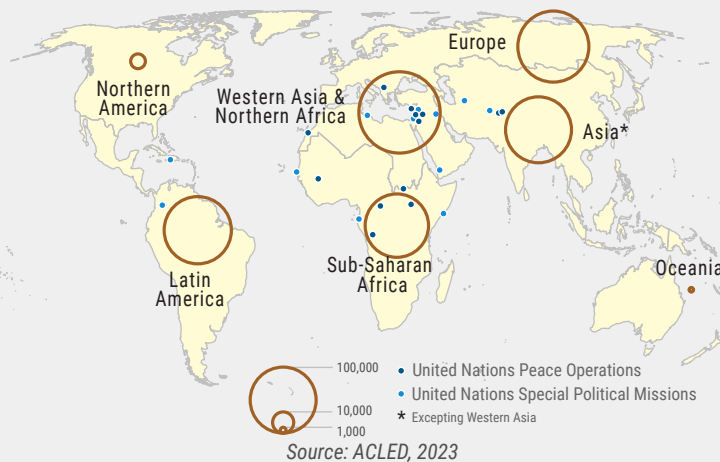 Europe
Northern
America
Western Asia &
Northern Africa
Asia*
Sub-Saharan
Africa
Latin
America
Oceania
100,000
10,000
1,000
United Nations Peace Operations
United Nations Special Political Missions
* Excepting Western Asia
Source: ACLED, 2023